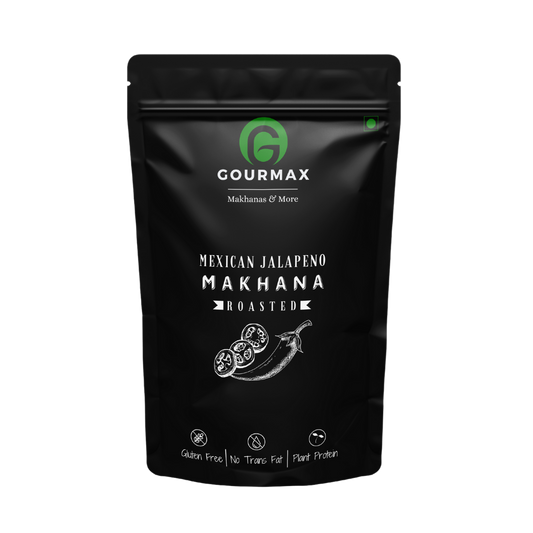 GOURMAX
Makhanas & More
MEXICAN JALAPENO
MAKHANA
ROASTED
Gluten Free | No Trans Fat | Plant Protein